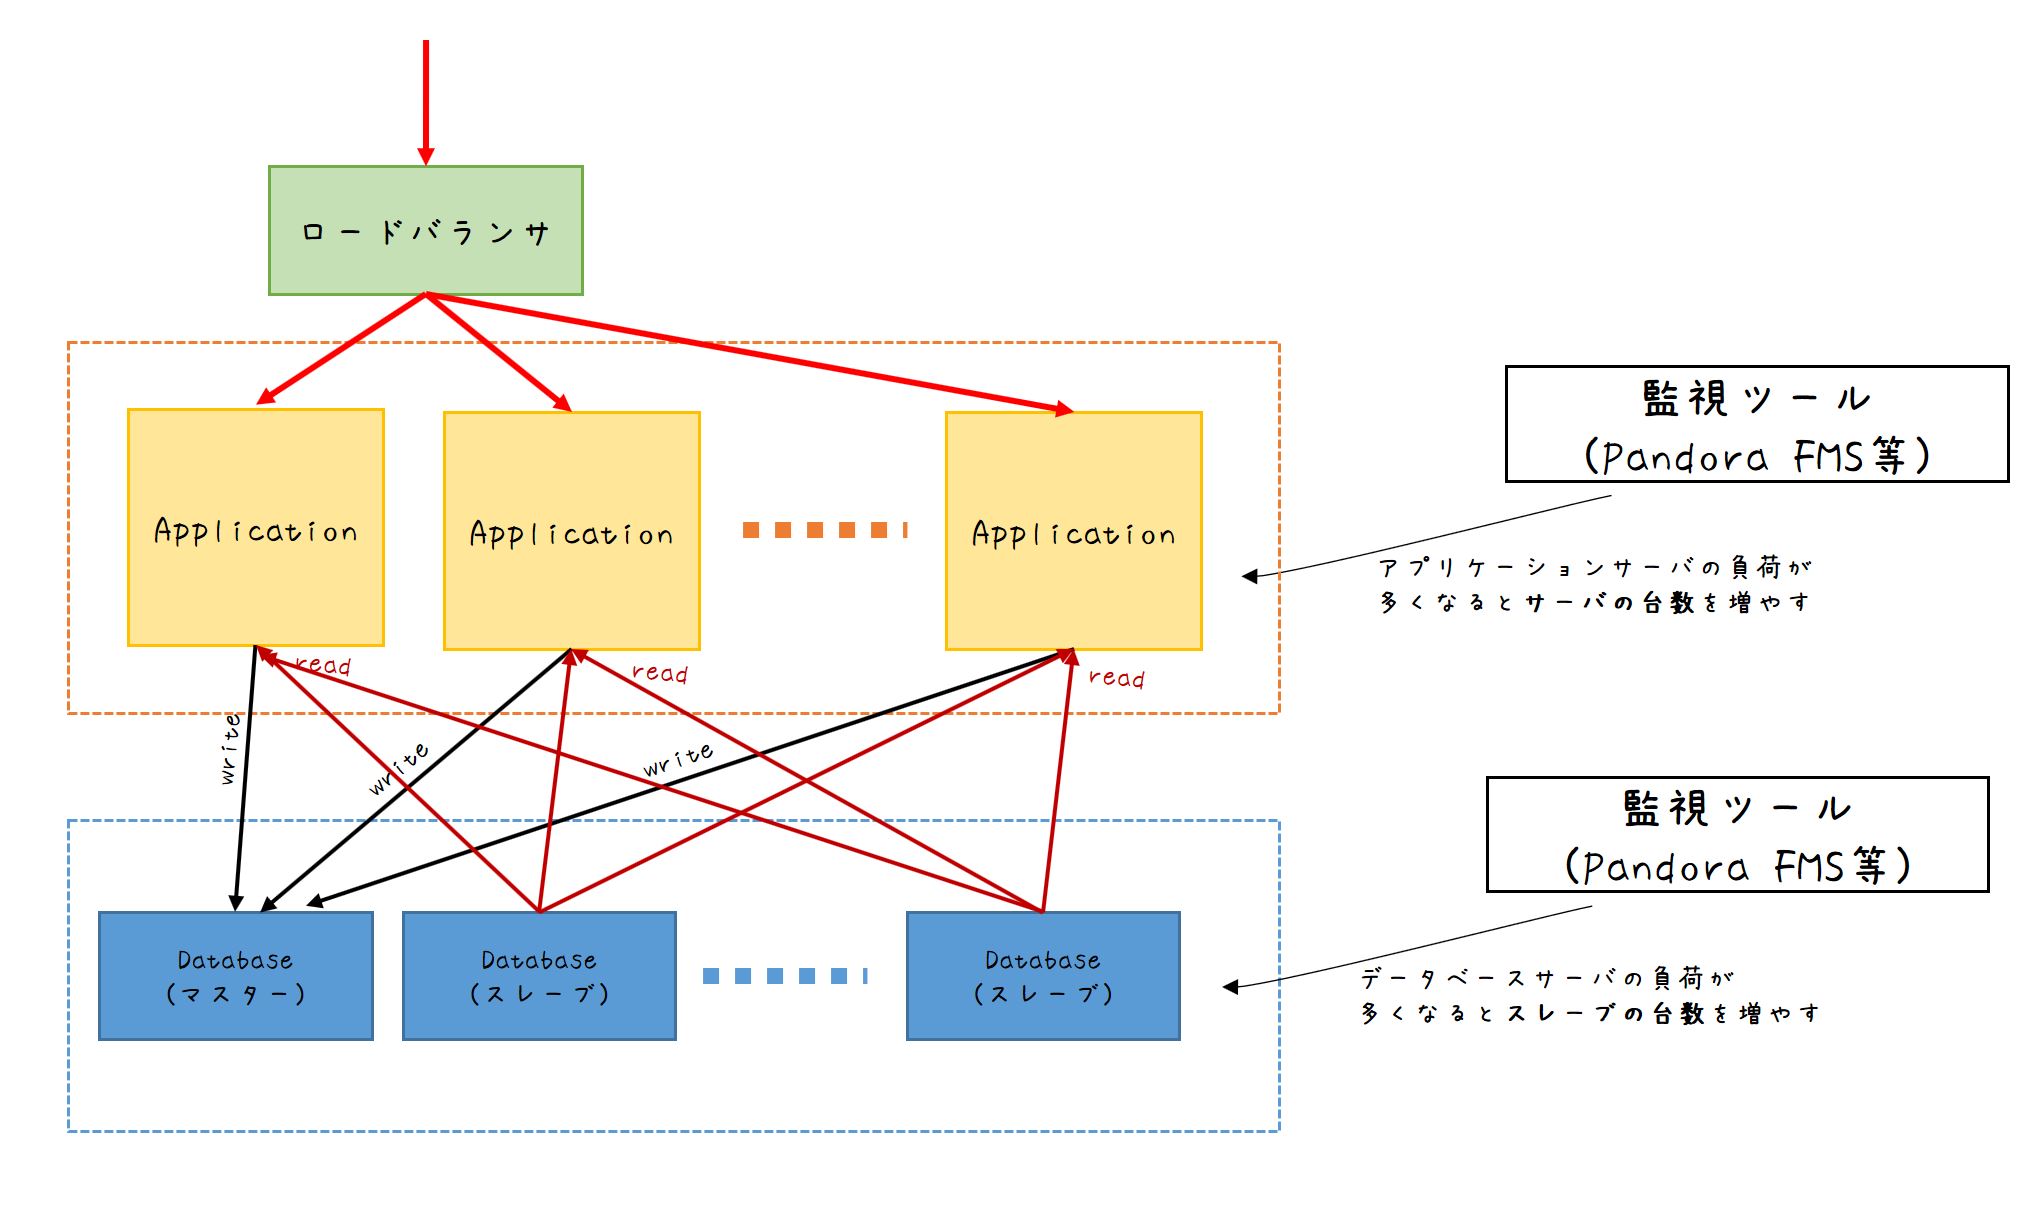 ロードバランサ
Application
Application
Application
監視ツール
(Pandora FMS等)
アプリケーションサーバの負荷が
多くなるとサーバの台数を増やす
read
read
read
write
write
write
監視ツール
(Pandora FMS等)
データベースサーバの負荷が
多くなるとスレーブの台数を増やす
Database
(マスター)
Database
(スレーブ)
Database
(スレーブ)